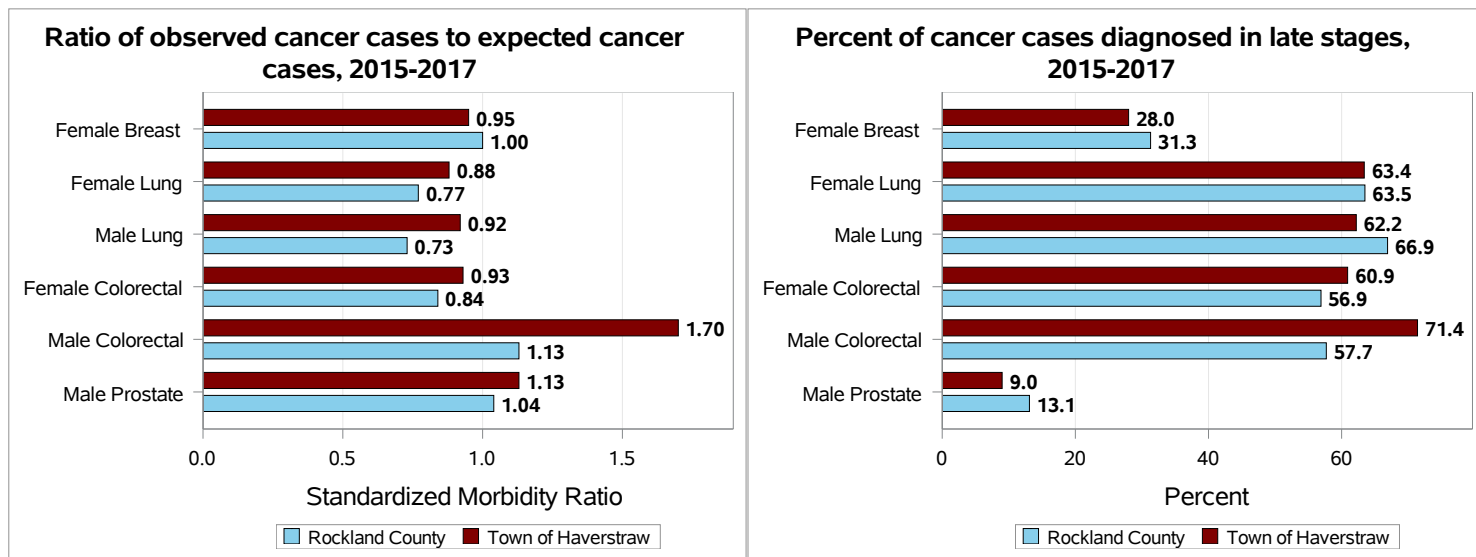 Ratio of observed cancer cases to expected cancer
cases, 2015-2017
Female Breast
0.95
1.00
Female Lung
0.88
0.77
Male Lung
0.92
0.73
Female Colorectal
0.93
0.84
Male Colorectal
1.70
1.13
Male Prostate
1.13
1.04
0.0 0.5 1.0 1.5
Standardized Morbidity Ratio
Rockland County Town of Haverstraw
Percent of cancer cases diagnosed in late stages,
2015-2017
Female Breast
28.0
31.3
Female Lung
63.4
63.5
Male Lung
62.2
66.9
Female Colorectal
60.9
56.9
Male Colorectal
71.4
57.7
Male Prostate
9.0
13.1
0 20 40 60
Percent
Rockland County Town of Haverstraw